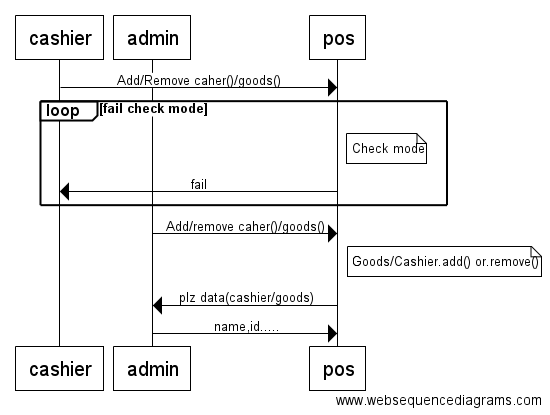 cashier admin pos
Add/Remove caher()/goods()
loop [fail check mode]
Check mode
fail
Add/remove caher()/goods()
Goods/Cashier.add() or.remove()
plz data(cashier/goods)
name,id.....
cashier admin pos
www.websequencediagrams.com